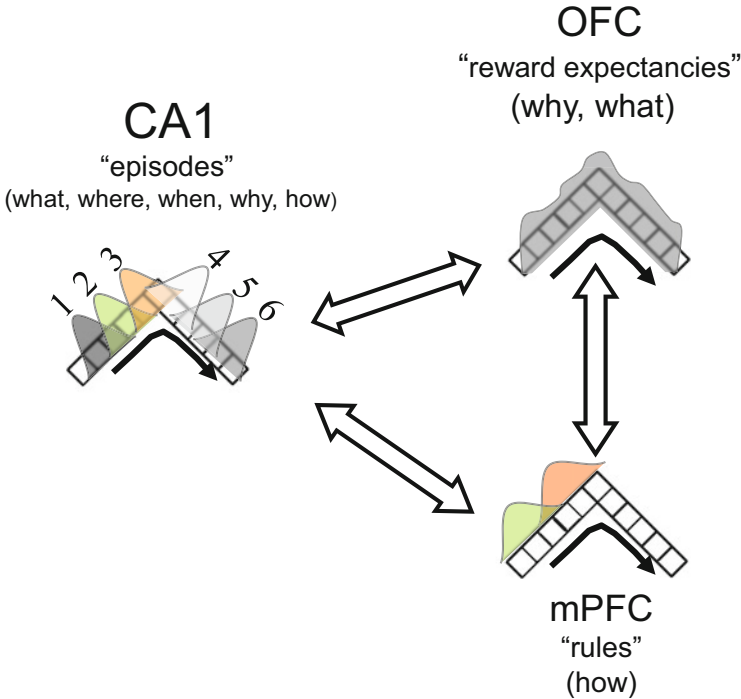 OFC
“reward expectancies”
(why, what)
CA1
“episodes”
(what, where, when, why, how)
1 2 3 4 5 6
mPFC
“rules”
(how)